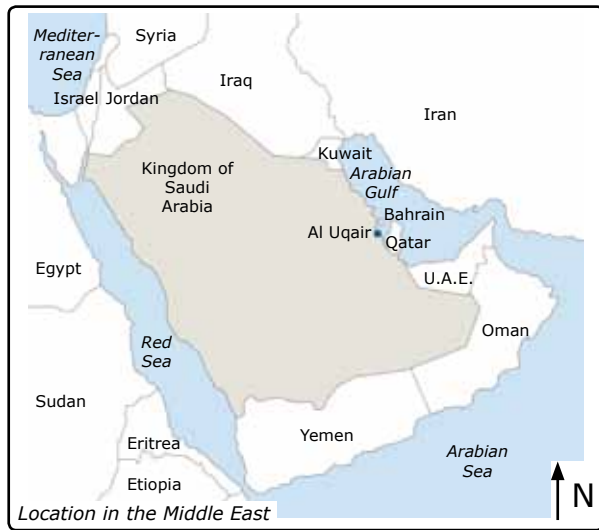 Mediter-
ranean
Sea
Syria
Iraq
Iran
Israel
Jordan
Kuwait
Arabian
Gulf
Kingdom of
Saudi
Arabia
Bahrain
Al Uqair
Qatar
Egypt
U.A.E.
Oman
Red
Sea
Sudan
Yemen
Eritrea
Arabian
Sea
Etiopia
N
Location in the Middle East